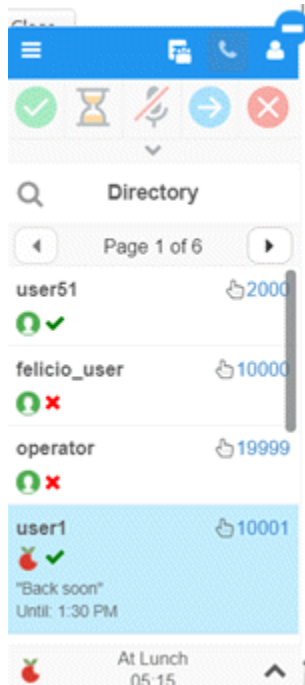 Directory
Page 1 of 6
user51 2000
felicio_user 10000
operator 19999
user1 10001
"Back soon"
Until: 1:30 PM
At Lunch
05:15